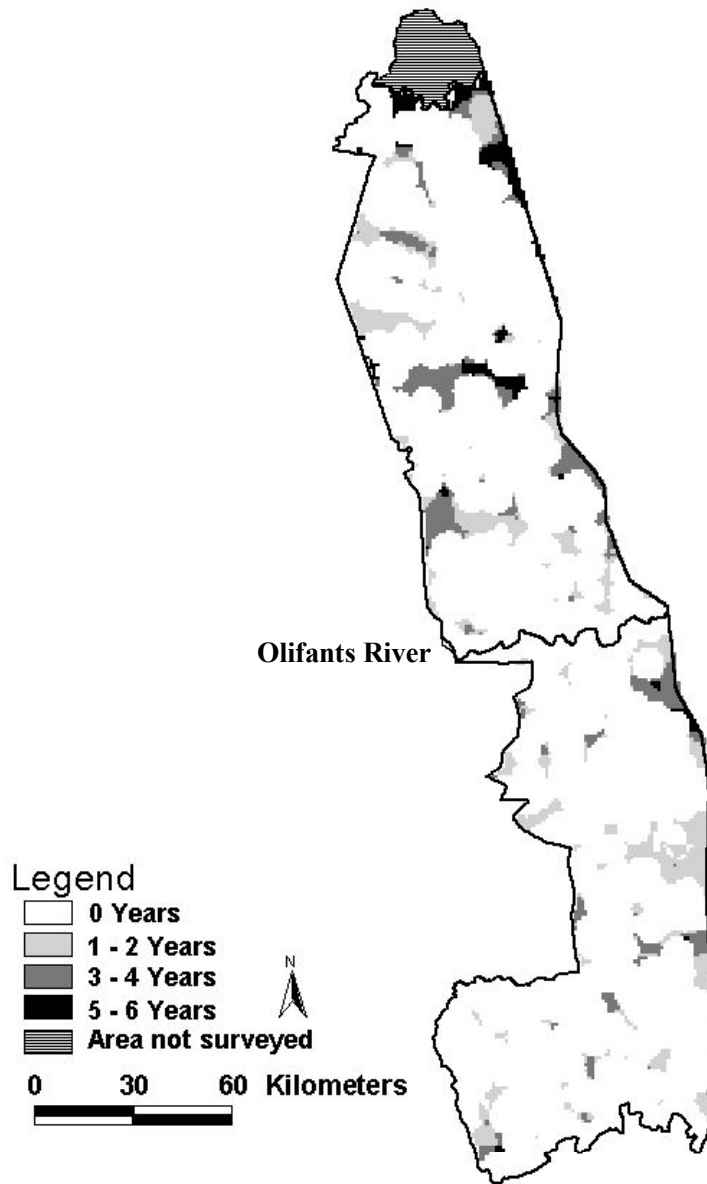 Olifants River
Legend
0 Years
1 - 2 Years
3 - 4 Years
5 - 6 Years
Area not surveyed
N
0 30 60 Kilometers